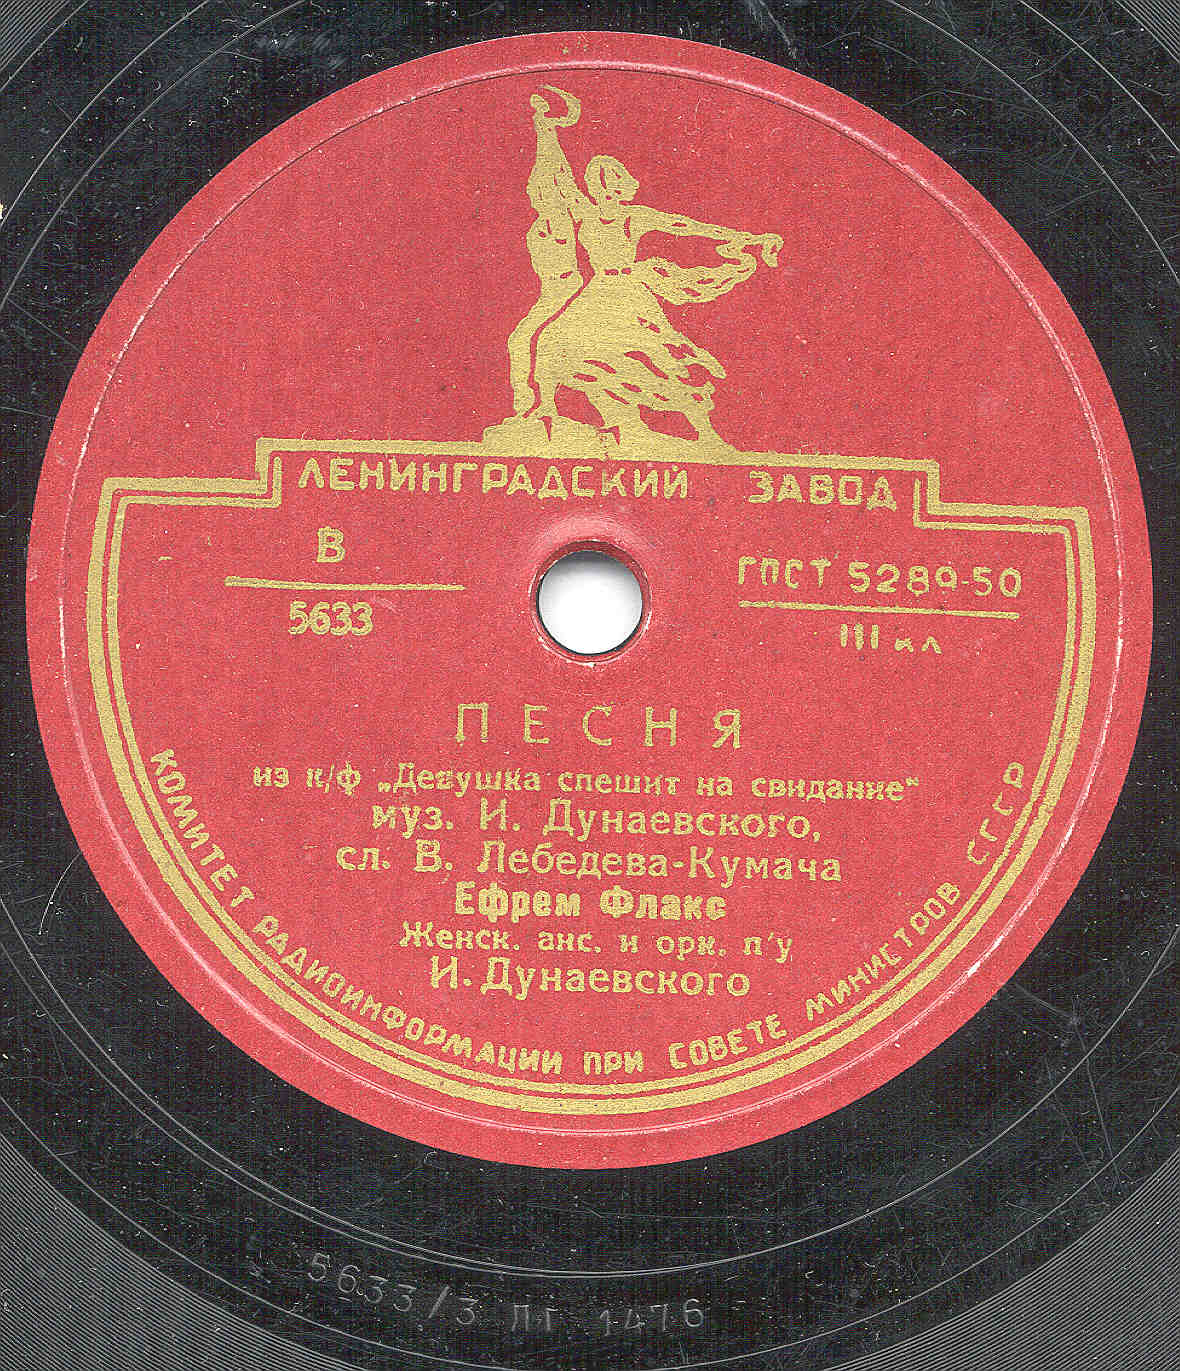 ЛЕНИНГРАДСКИЙ ЗАВОД
В
5633
ГОСТ 5289-50
III кл
ПЕСНЯ
из к/ф „Девушка спешит на свидание“
муз. И. Дунаевского,
сл. В. Лебедева-Кумача
Ефрем Флакс
Женск. анс. и орк. п/у
И. Дунаевского
КОМИТЕТ РАДИОИНФОРМАЦИИ ПРИ СОВЕТЕ МИНИСТРОВ СССР
5633/3 ЛГ 1476